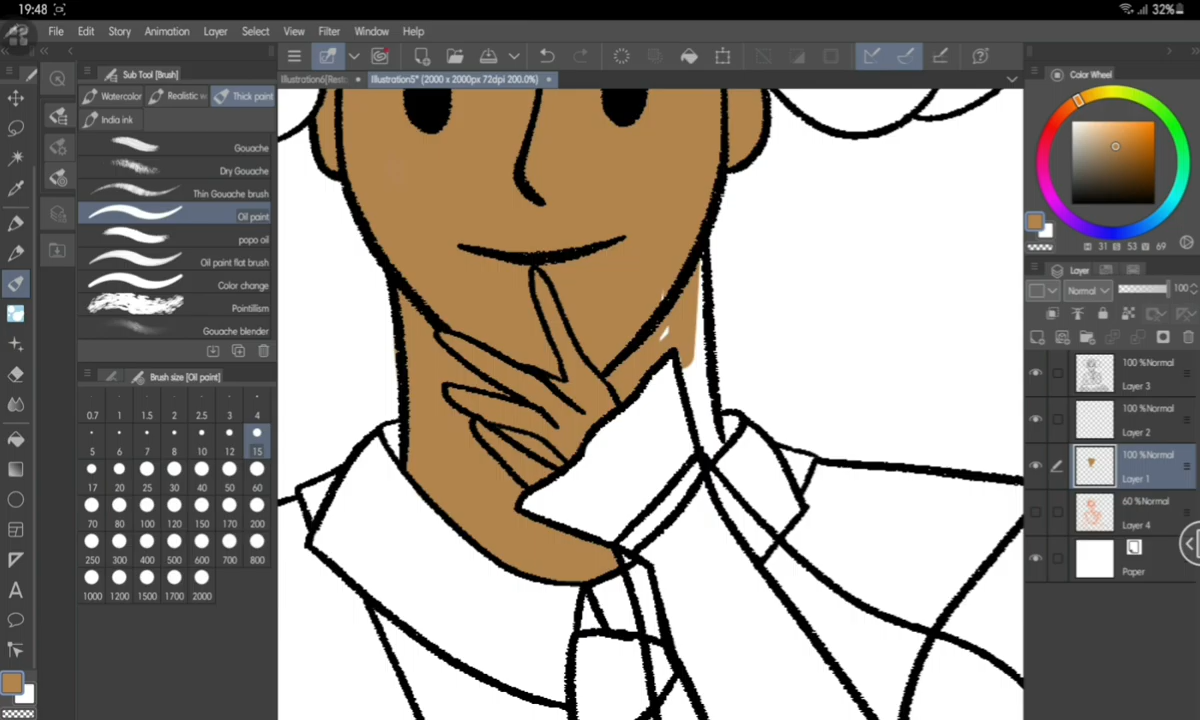 19:48
32%
File Edit Story Animation Layer Select View Filter Window Help
Sub Tool [Brush]
Illustration5* (2000 x 2000px 72dpi 200.0%)
Color Wheel
Watercolor Realistic Thick paint
India ink
Gouache
Dry Gouache
Thin Gouache brush
Oil paint
popo oil
Oil paint flat brush
Color change
Pointillism
Gouache blender
Brush size [Oil paint]
0.7 1 1.5 2 2.5 3 4
5 6 7 8 10 12 15
17 20 25 30 40 50 60
70 80 100 120 150 170 200
250 300 400 500 600 700 800
1000 1200 1500 1700 2000
A
H 31 S 53 V 69
Layer
Normal 100
100 %Normal
Layer 3
100 %Normal
Layer 2
100 %Normal
Layer 1
60 %Normal
Layer 4
Paper